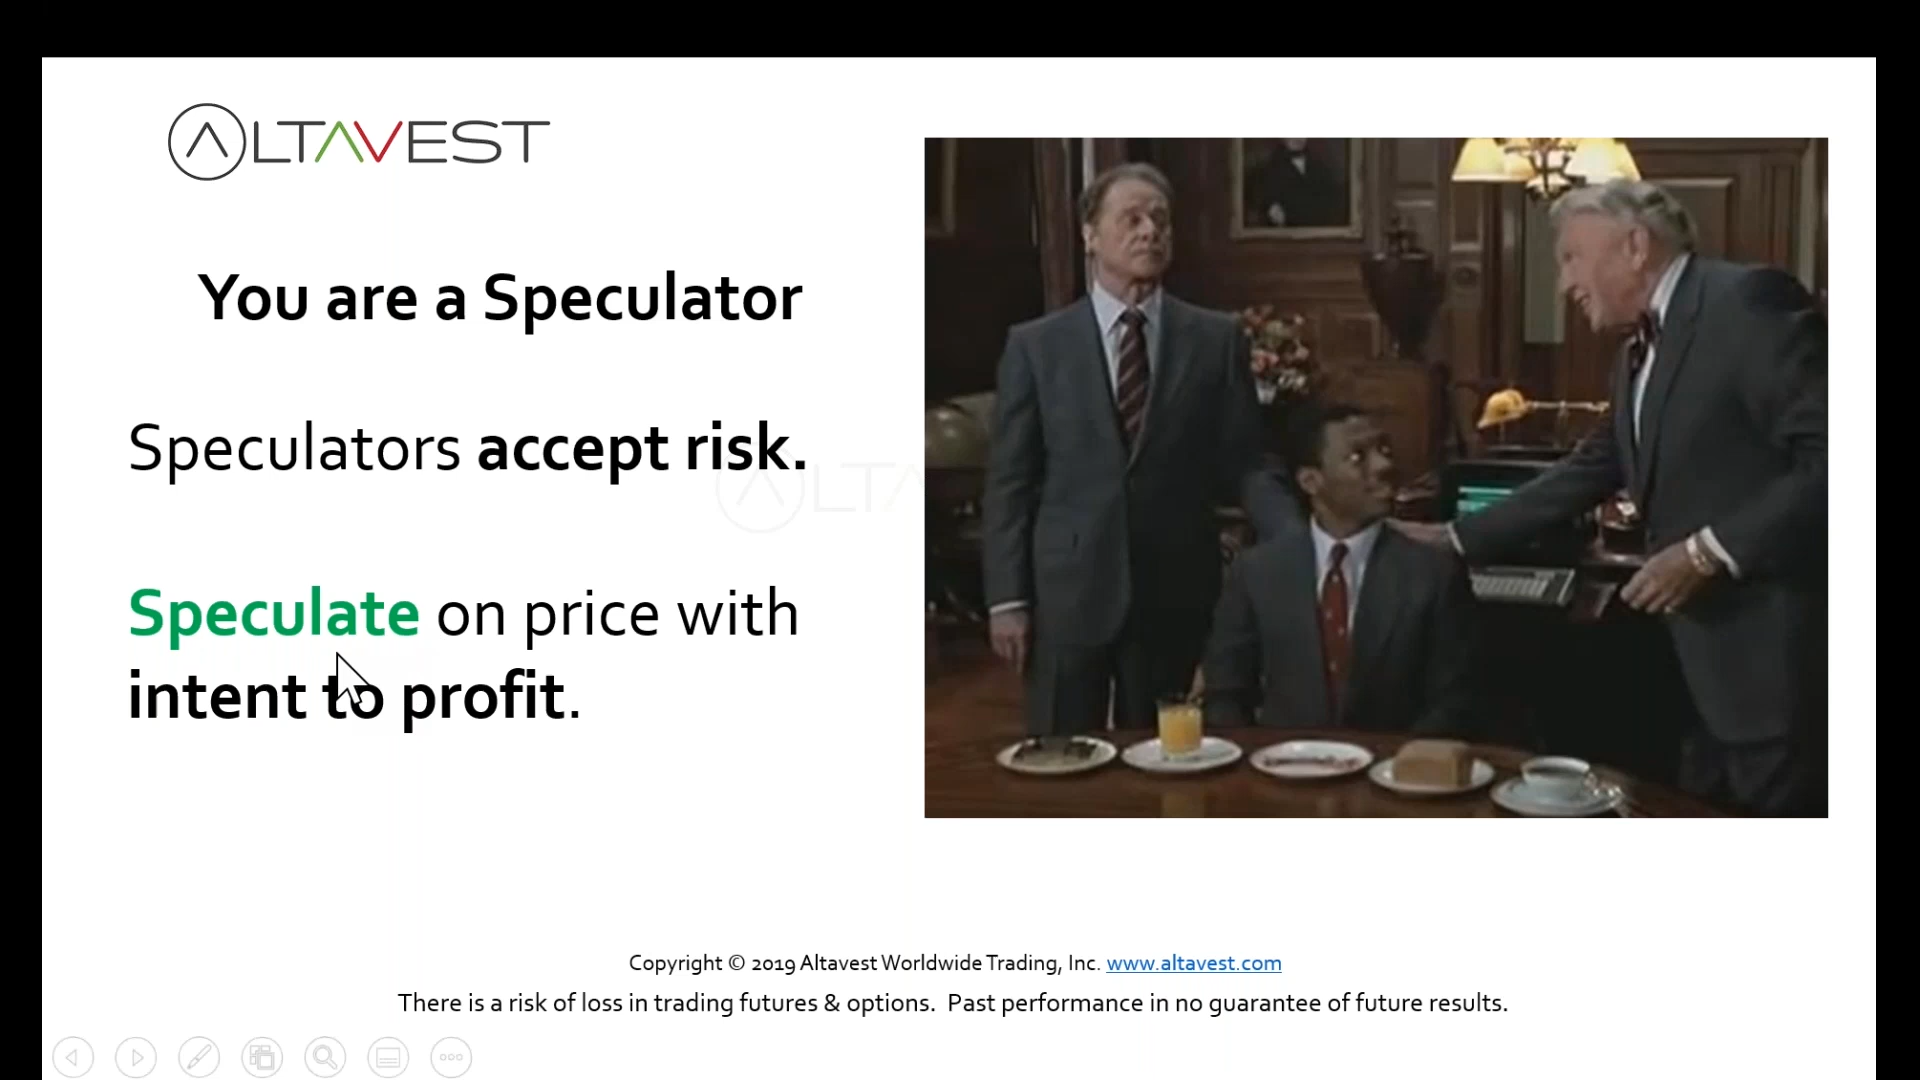 ALTAVEST
You are a Speculator
Speculators accept risk.
Speculate on price with
intent to profit.
Copyright © 2019 Altavest Worldwide Trading, Inc. www.altavest.com
There is a risk of loss in trading futures & options. Past performance in no guarantee of future results.